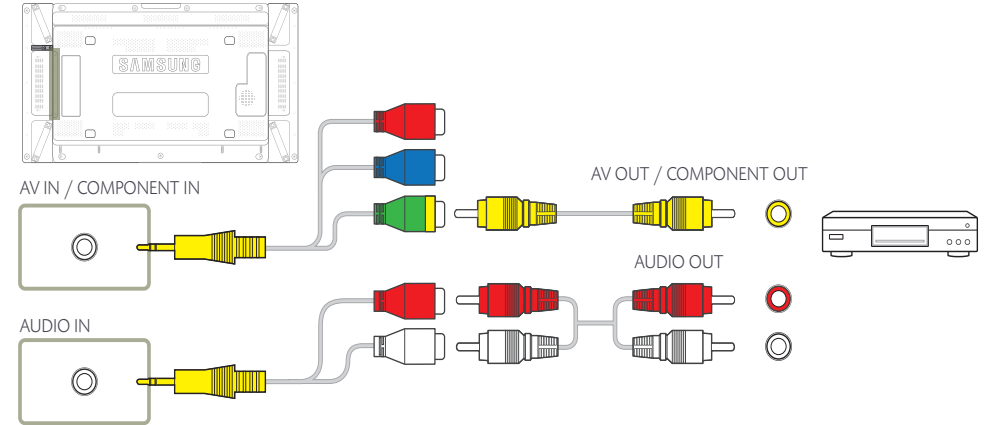 SAMSUNG
AV IN / COMPONENT IN
AV OUT / COMPONENT OUT
AUDIO OUT
AUDIO IN